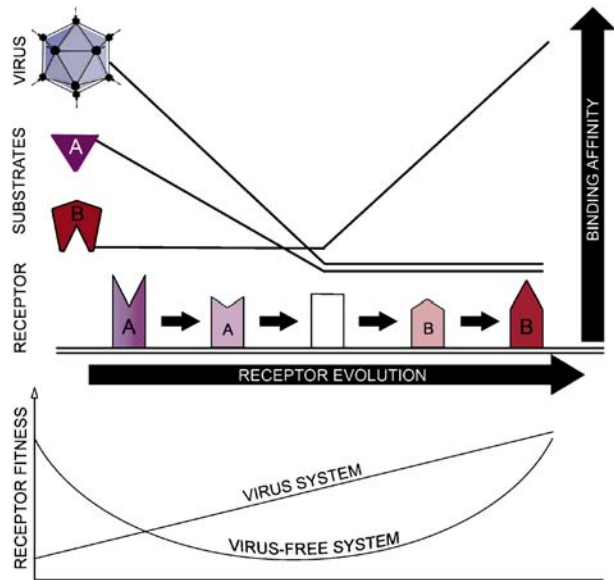 VIRUS
SUBSTRATES
A
B
BINDING AFFINITY
RECEPTOR
A
A
B
B
RECEPTOR EVOLUTION
RECEPTOR FITNESS
VIRUS SYSTEM
VIRUS-FREE SYSTEM